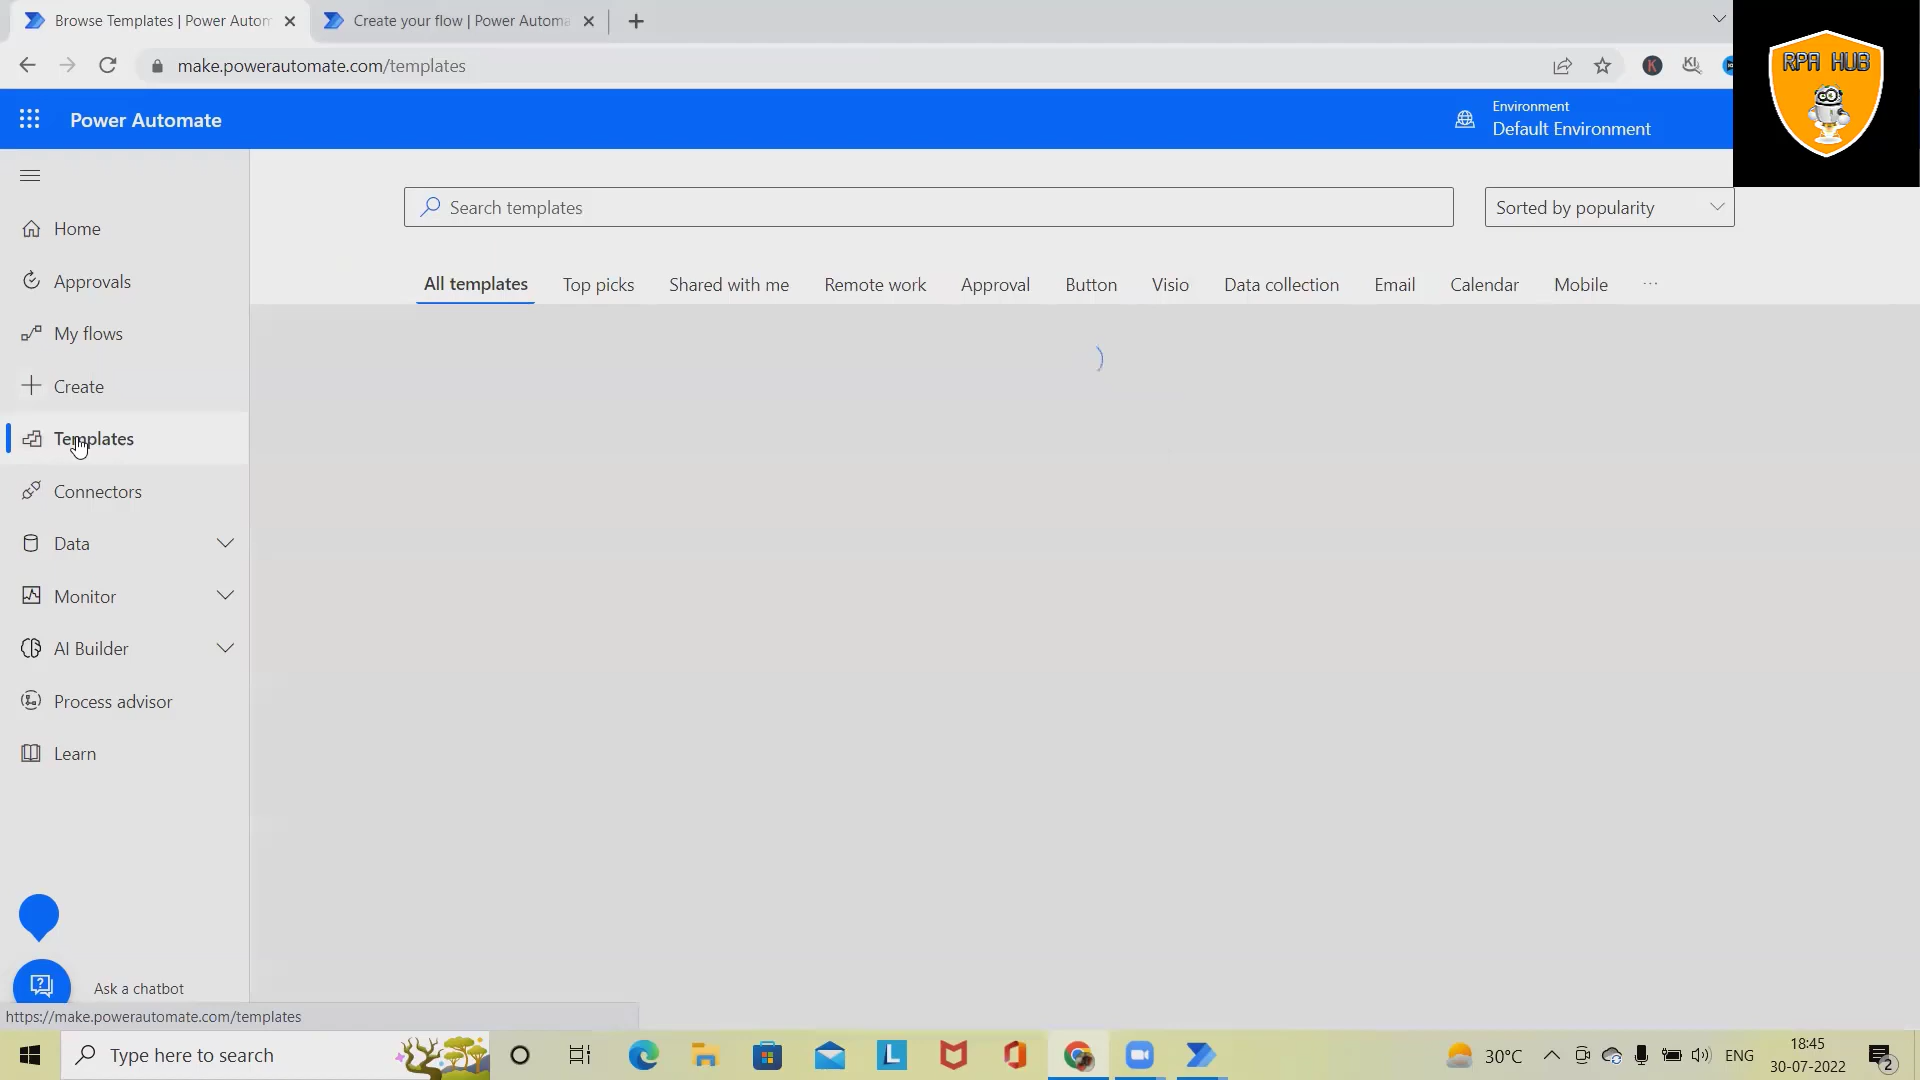 Browse Templates | Power Autom
Create your flow | Power Automa
make.powerautomate.com/templates
RPA HUB
Power Automate
Environment
Default Environment
Search templates
Sorted by popularity
Home
Approvals
My flows
Create
Templates
Connectors
Data
Monitor
AI Builder
Process advisor
Learn
All templates
Top picks
Shared with me
Remote work
Approval
Button
Visio
Data collection
Email
Calendar
Mobile
...
Ask a chatbot
https://make.powerautomate.com/templates
Type here to search
30°C
ENG
18:45
30-07-2022
2